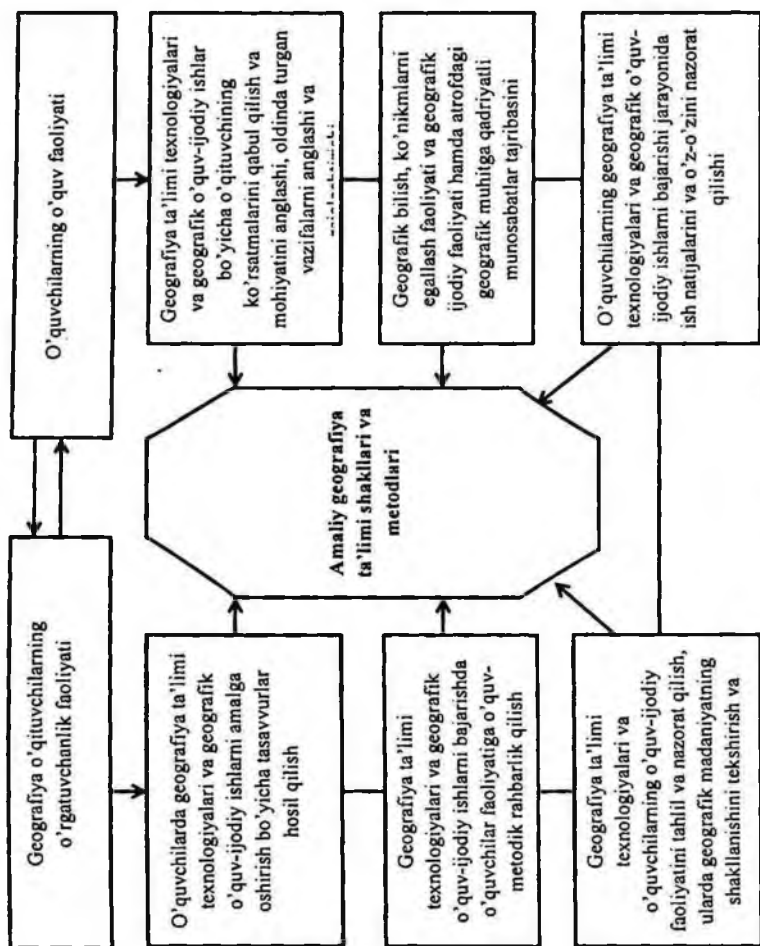 Geografiya o'qituvchilarning
o'rgatuvchanlik faoliyati
O'quvchilarning o'quv faoliyati
O'quvchilarda geografiya ta'limi
texnologiyalari va geografik
o'quv-ijodiy ishlarni amalga
oshirish bo'yicha tasavvurlar
hosil qilish
Geografiya ta'limi texnologiyalari
va geografik o'quv-ijodiy ishlar
bo'yicha o'qituvchining
ko'rsatmalarini qabul qilish va
mohiyatini anglashi, oldinda turgan
vazifalarni anglashi va
Amaliy geografiya
ta'limi shakllari va
metodlari
Geografiya ta'limi
texnologiyalari va geografik
o'quv-ijodiy ishlarni bajarishda
o'quvchilar faoliyatiga o'quv-
metodik rahbarlik qilish
Geografik bilish, ko'nikmlarni
egallash faoliyati va geografik
ijodiy faoliyati hamda atrofdagi
geografik muhitga qadriyatli
munosabatlar tajribasini
Geografiya ta'limi
texnologiyalari va
o'quvchilarning o'quv-ijodiy
faoliyatini tahlil va nazorat qilish,
ularda geografik madaniyatning
shakllanishini tekshirish va
O'quvchilarning geografiya ta'limi
texnologiyalari va geografik o'quv-
ijodiy ishlarni bajarishi jarayonida
ish natijalarini va o'z-o'zini nazorat
qilishi